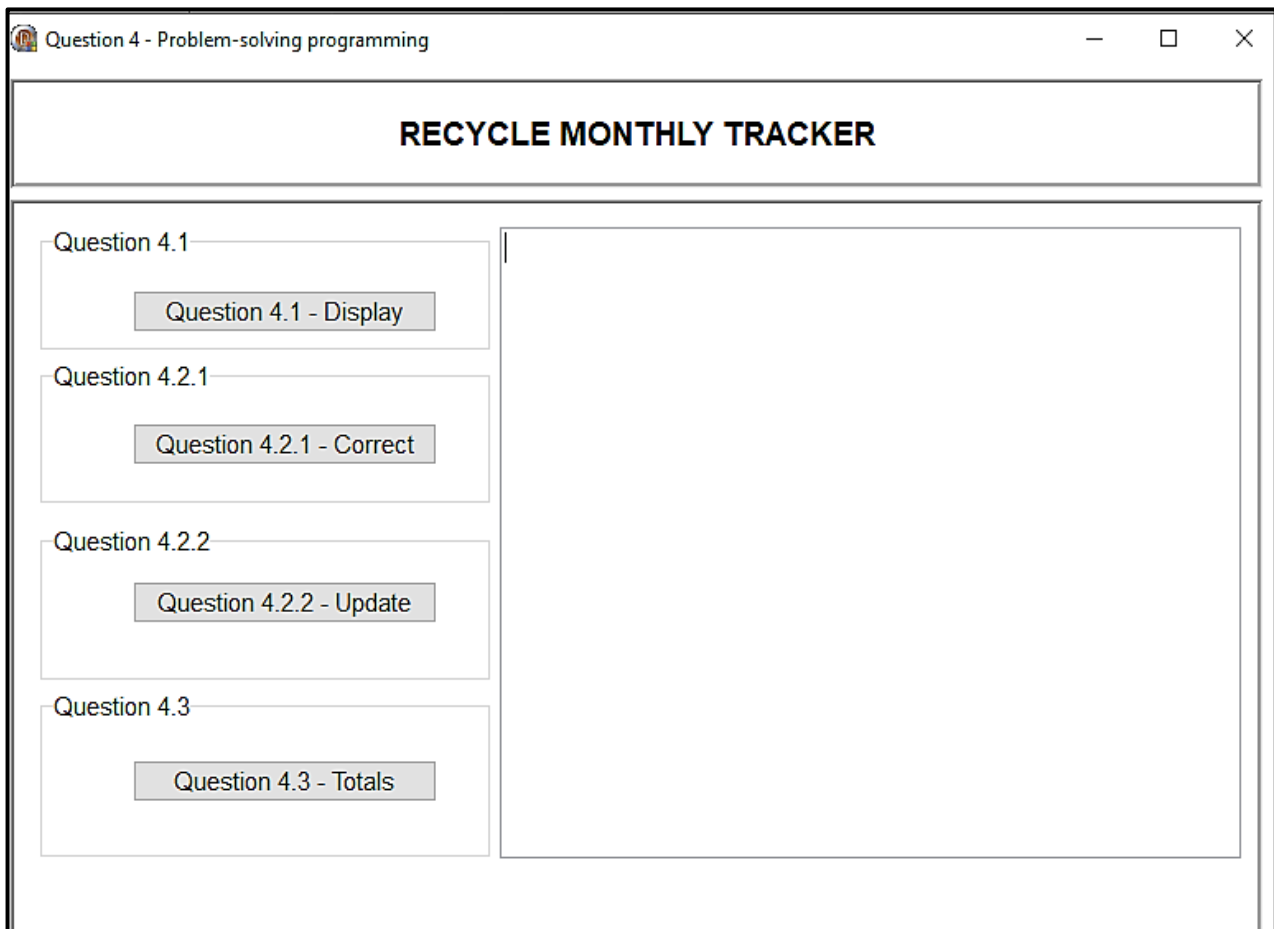 Question 4 - Problem-solving programming
RECYCLE MONTHLY TRACKER
Question 4.1
Question 4.1 - Display
Question 4.2.1
Question 4.2.1 - Correct
Question 4.2.2
Question 4.2.2 - Update
Question 4.3
Question 4.3 - Totals